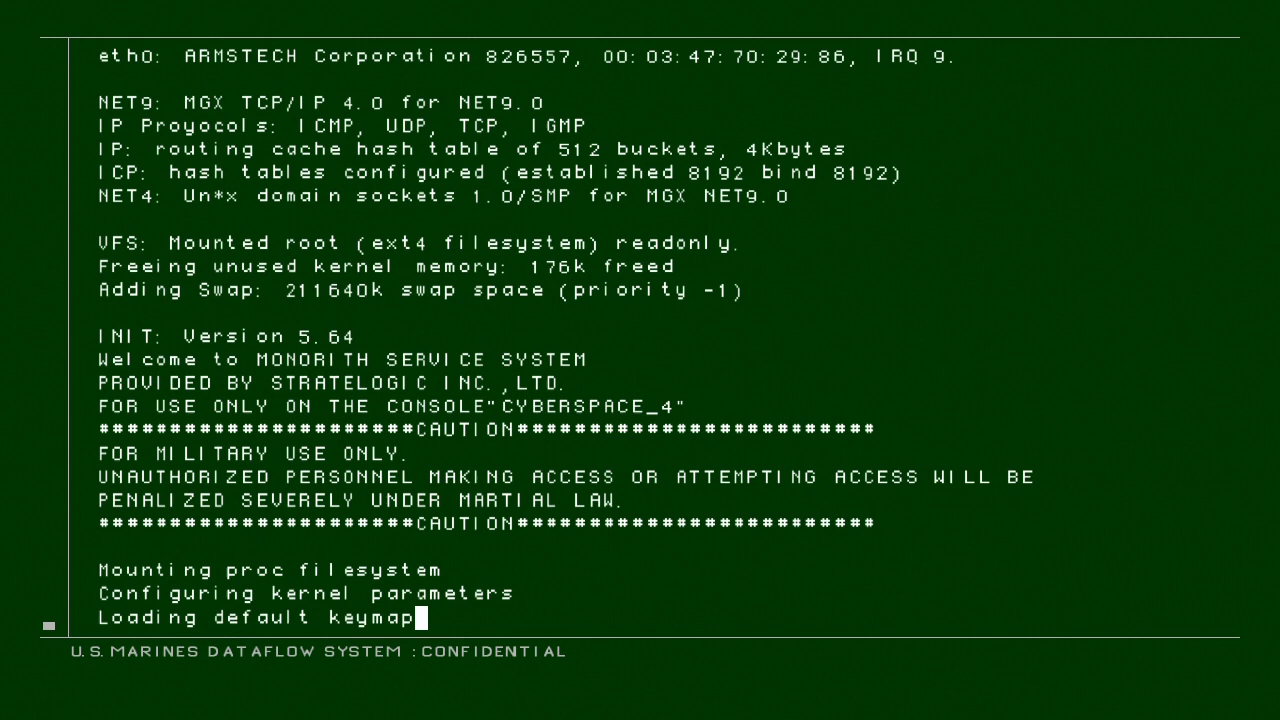 eth0: ARMSTECH Corporation 826557, 00:03:47:70:29:86, IRQ 9.
NET9: MGX TCP/IP 4.0 for NET9.0
IP Proyocols: ICMP, UDP, TCP, IGMP
IP: routing cache hash table of 512 buckets, 4Kbytes
ICP: hash tables configured (established 8192 bind 8192)
NET4: Un*x domain sockets 1.0/SMP for MGX NET9.0
VFS: Mounted root (ext4 filesystem) readonly.
Freeing unused kernel memory: 176k freed
Adding Swap: 211640k swap space (priority -1)
INIT: Version 5.64
Welcome to MONORITH SERVICE SYSTEM
PROVIDED BY STRATELOGIC INC.,LTD.
FOR USE ONLY ON THE CONSOLE"CYBERSPACE_4"
######################CAUTION#########################
FOR MILITARY USE ONLY.
UNAUTHORIZED PERSONNEL MAKING ACCESS OR ATTEMPTING ACCESS WILL BE
PENALIZED SEVERELY UNDER MARTIAL LAW.
######################CAUTION#########################
Mounting proc filesystem
Configuring kernel parameters
Loading default keymap
U.S.MARINES DATAFLOW SYSTEM :CONFIDENTIAL